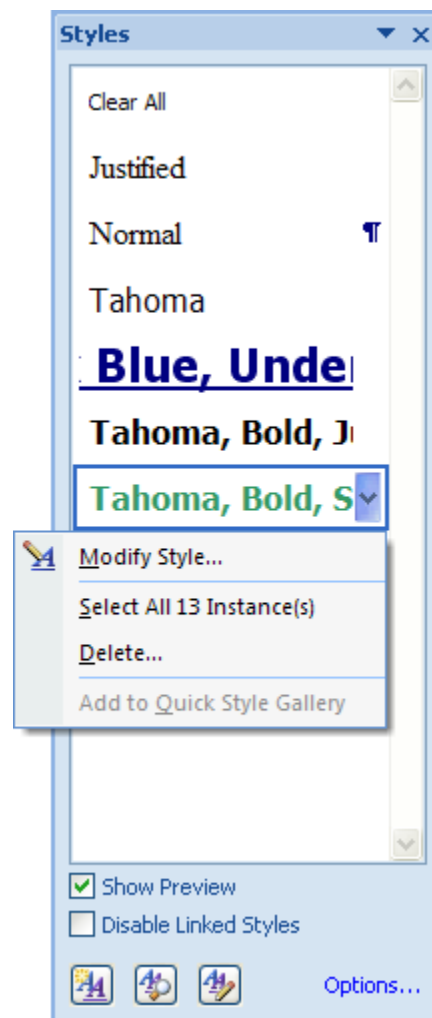 Styles
Clear All
Justified
Normal ¶
Tahoma
Blue, Under
Tahoma, Bold, Ju
Tahoma, Bold, S
Modify Style...
Select All 13 Instance(s)
Delete...
Add to Quick Style Gallery
Show Preview
Disable Linked Styles
Options...